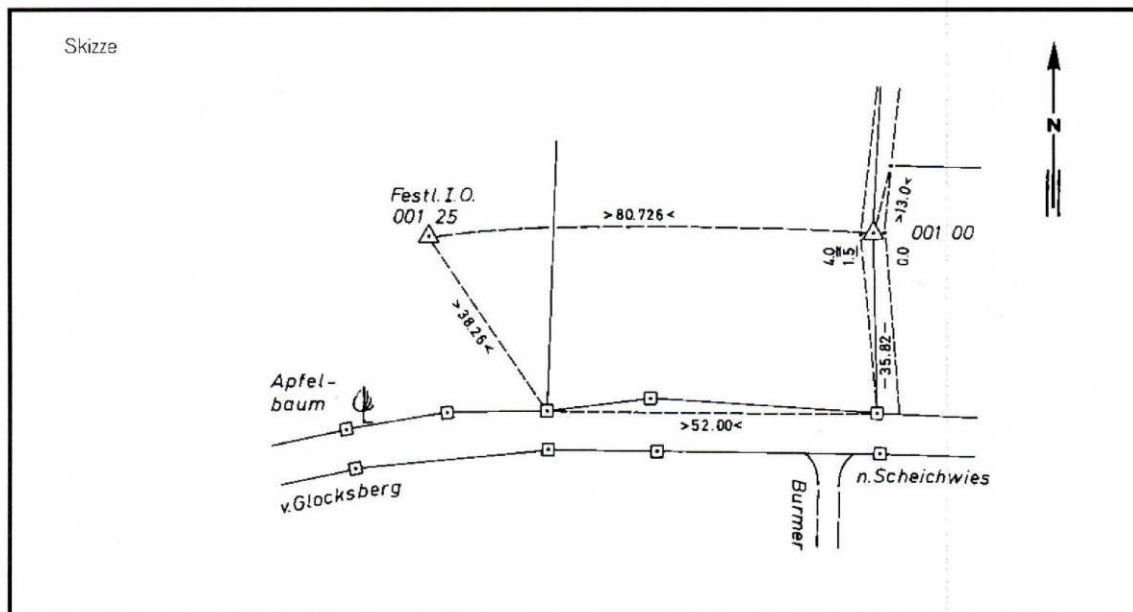 Skizze
N
Festl. I.O.
001 25
>80.726<
>13.0<
001 00
4.0
1.5
0.0
>38.26<
-35.82-
Apfel-
baum
>52.00<
v.Glocksberg
Burmer
n.Scheichwies